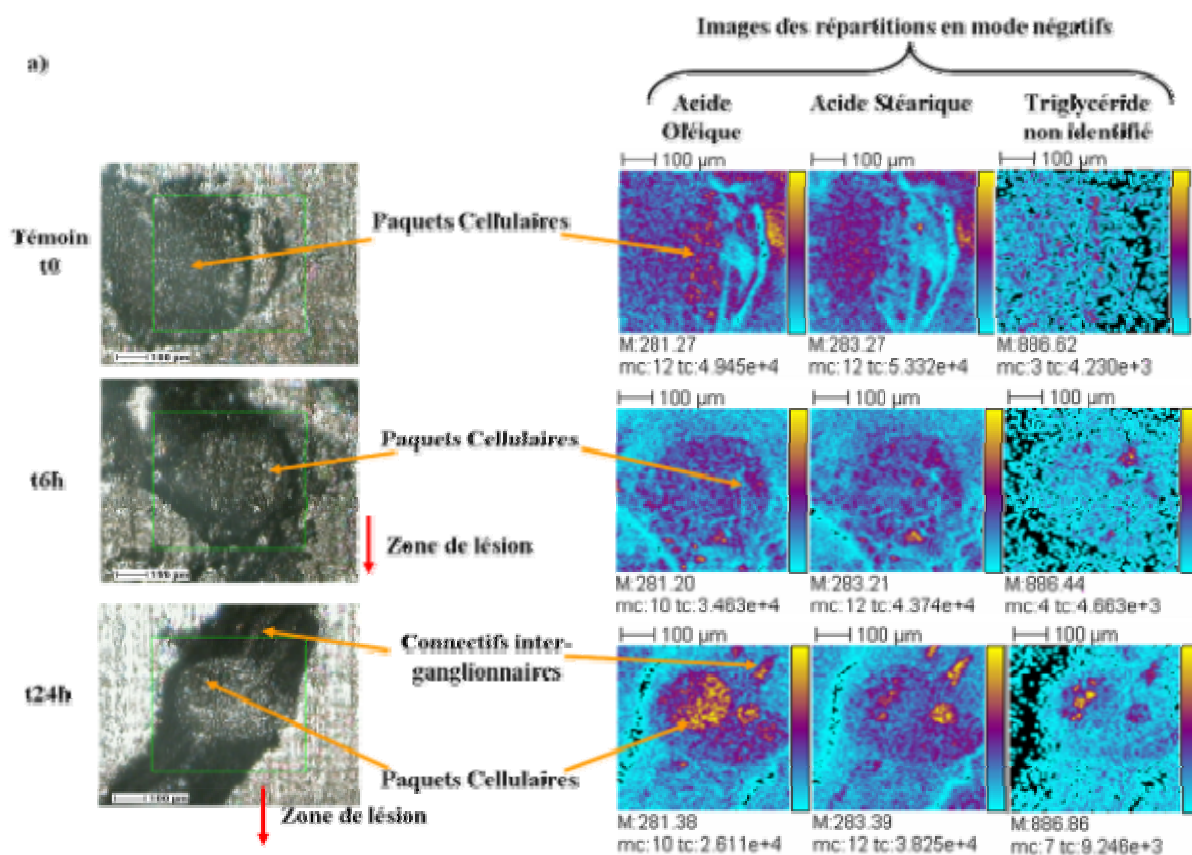 Images des répartitions en mode négatifs
a)
Acide
Oléique
Acide Stéarique
Triglycéride
non identifié
100 µm
100 µm
100 µm
Témoin
t0
Paquets Cellulaires
100 µm
M:281.27
mc:12 tc:4.945e+4
M:283.27
mc:12 tc:5.332e+4
M:886.62
mc:3 tc:4.230e+3
100 µm
100 µm
100 µm
t6h
Paquets Cellulaires
Zone de lésion
100 µm
M:281.20
mc:10 tc:3.463e+4
M:283.21
mc:12 tc:4.374e+4
M:886.44
mc:4 tc:4.663e+3
100 µm
100 µm
100 µm
t24h
Connectifs inter-
ganglionnaires
Paquets Cellulaires
100 µm
Zone de lésion
M:281.38
mc:10 tc:2.611e+4
M:283.39
mc:12 tc:3.825e+4
M:886.86
mc:7 tc:9.246e+3